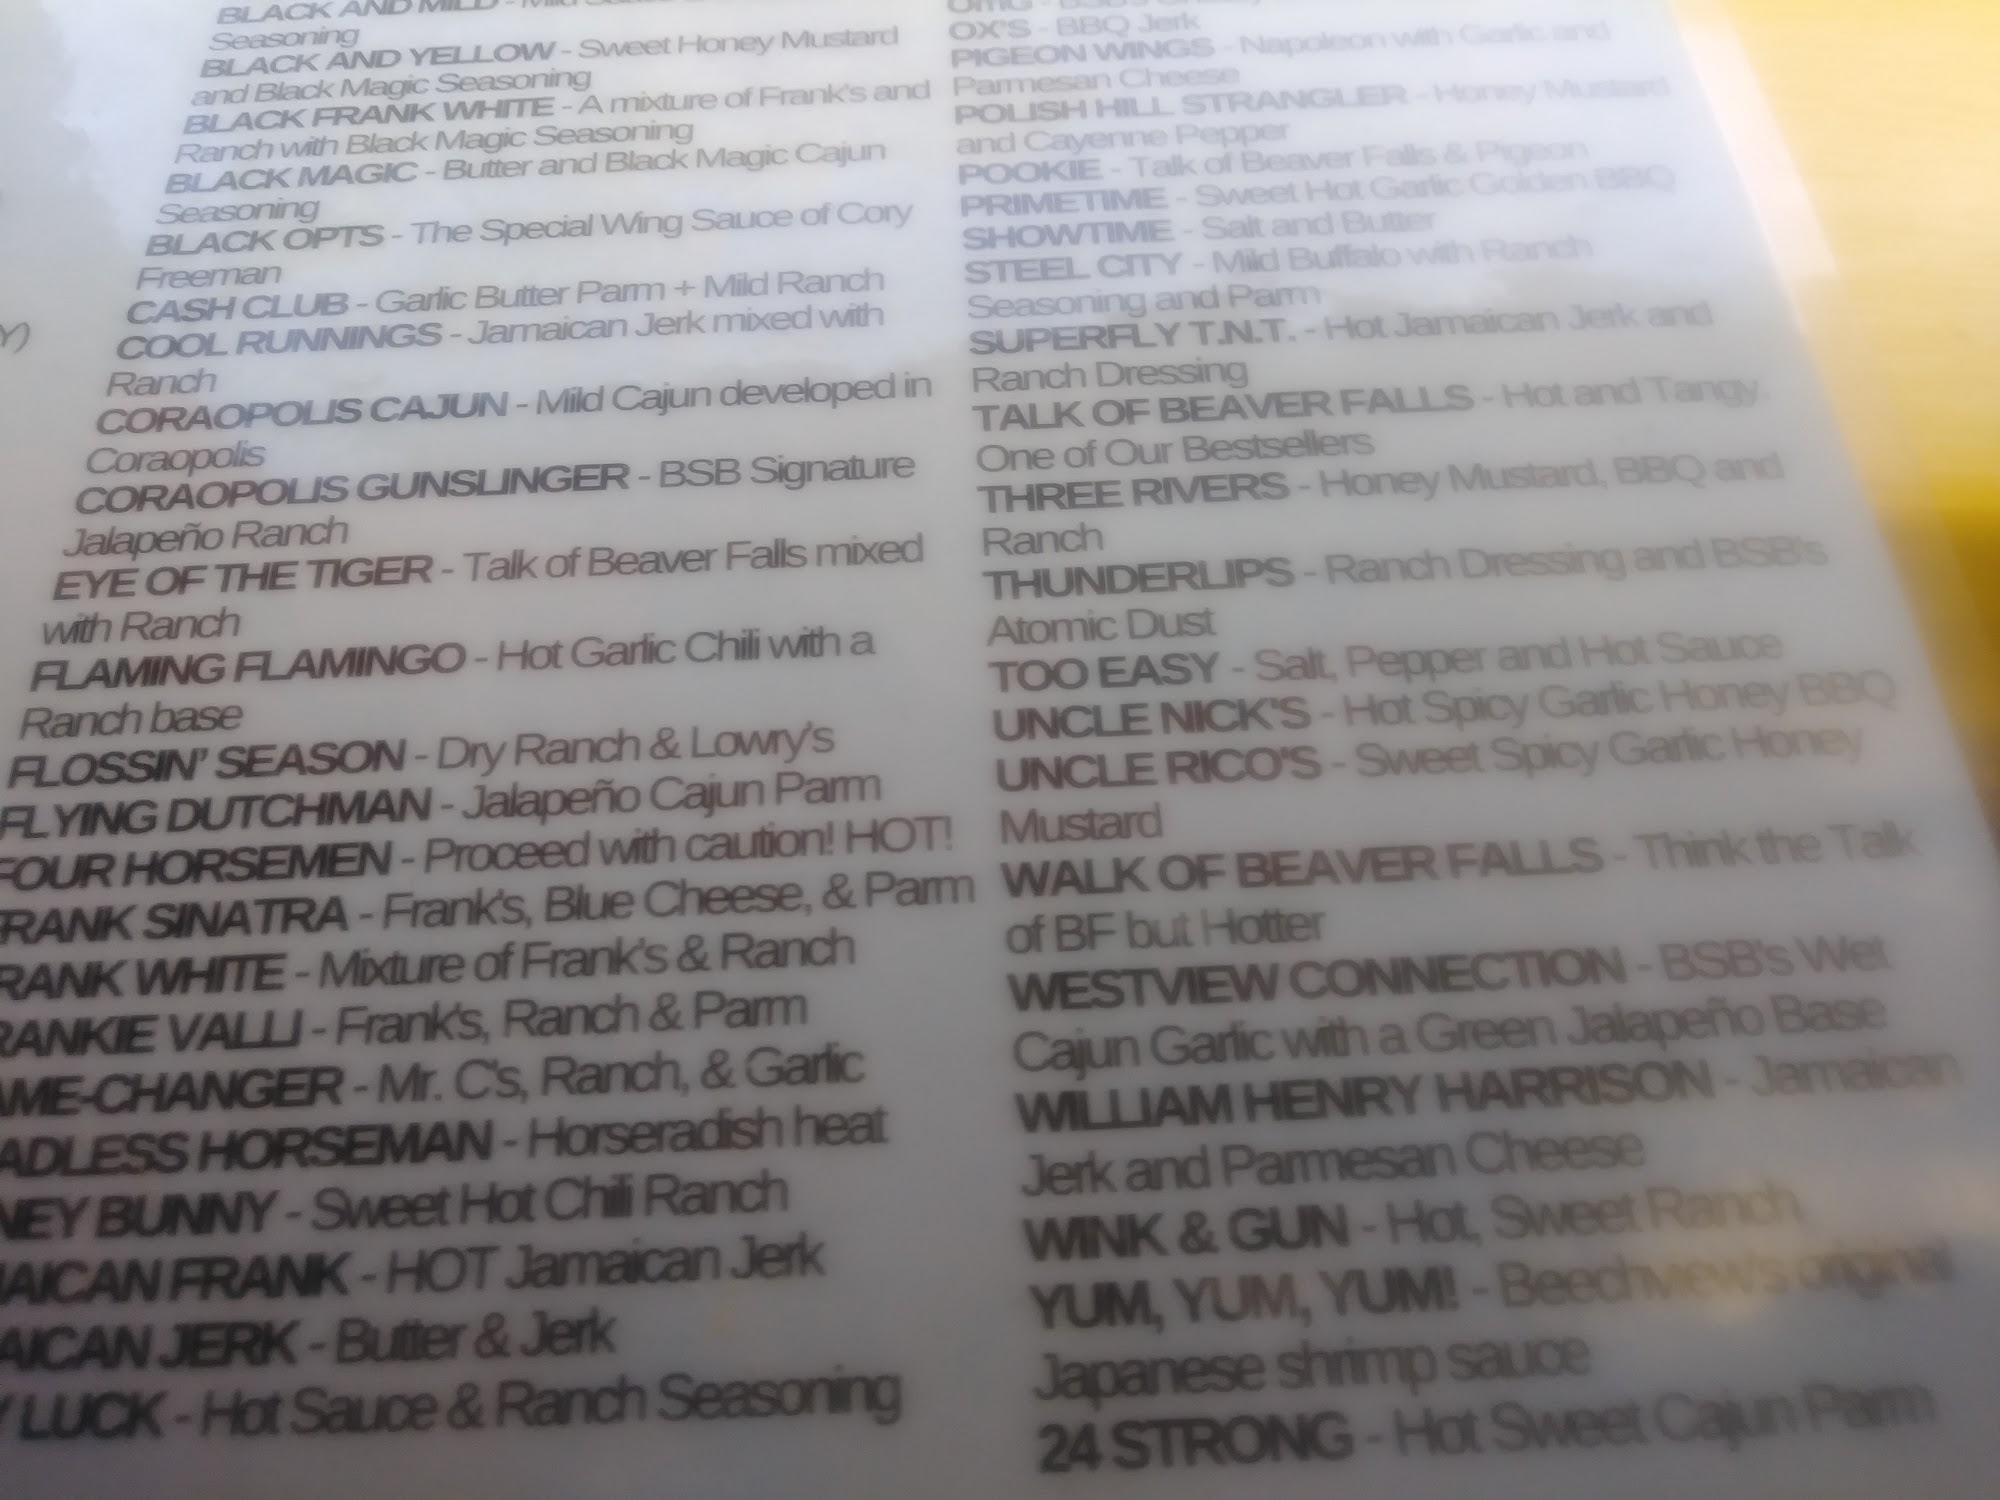 Y)
BLACK AND MILD - Mild
Seasoning
BLACK AND YELLOW - Sweet Honey Mustard
and Black Magic Seasoning
BLACK FRANK WHITE - A mixture of Frank's and
Ranch with Black Magic Seasoning
BLACK MAGIC - Butter and Black Magic Cajun
Seasoning
BLACK OPTS - The Special Wing Sauce of Cory
Freeman
CASH CLUB - Garlic Butter Parm + Mild Ranch
COOL RUNNINGS - Jamaican Jerk mixed with
Ranch
CORAOPOLIS CAJUN - Mild Cajun developed in
Coraopolis
CORAOPOLIS GUNSLINGER - BSB Signature
Jalapeño Ranch
EYE OF THE TIGER - Talk of Beaver Falls mixed
with Ranch
FLAMING FLAMINGO - Hot Garlic Chili with a
Ranch base
FLOSSIN' SEASON - Dry Ranch & Lowry's
FLYING DUTCHMAN - Jalapeño Cajun Parm
FOUR HORSEMEN - Proceed with caution! HOT!
RANK SINATRA - Frank's, Blue Cheese, & Parm
RANK WHITE - Mixture of Frank's & Ranch
RANKIE VALLI - Frank's, Ranch & Parm
AME-CHANGER - Mr. C's, Ranch, & Garlic
ADLESS HORSEMAN - Horseradish heat
NEY BUNNY - Sweet Hot Chili Ranch
AICAN FRANK - HOT Jamaican Jerk
AICAN JERK - Butter & Jerk
Y LUCK - Hot Sauce & Ranch Seasoning
OMG - BSB's
OX'S - BBQ Jerk
PIGEON WINGS - Napoleon with Garlic and
Parmesan Cheese
POLISH HILL STRANGLER - Honey Mustard
and Cayenne Pepper
POOKIE - Talk of Beaver Falls & Pigeon
PRIMETIME - Sweet Hot Garlic Golden BBQ
SHOWTIME - Salt and Butter
STEEL CITY - Mild Buffalo with Ranch
Seasoning and Parm
SUPERFLY T.N.T. - Hot Jamaican Jerk and
Ranch Dressing
TALK OF BEAVER FALLS - Hot and Tangy.
One of Our Bestsellers
THREE RIVERS - Honey Mustard, BBQ and
Ranch
THUNDERLIPS - Ranch Dressing and BSB's
Atomic Dust
TOO EASY - Salt, Pepper and Hot Sauce
UNCLE NICK'S - Hot Spicy Garlic Honey BBQ
UNCLE RICO'S - Sweet Spicy Garlic Honey
Mustard
WALK OF BEAVER FALLS - Think the Talk
of BF but Hotter
WESTVIEW CONNECTION - BSB's Wet
Cajun Garlic with a Green Jalapeño Base
WILLIAM HENRY HARRISON - Jamaican
Jerk and Parmesan Cheese
WINK & GUN - Hot, Sweet Ranch
YUM, YUM, YUM! - Beechview's original
Japanese shrimp sauce
24 STRONG - Hot Sweet Cajun Parm